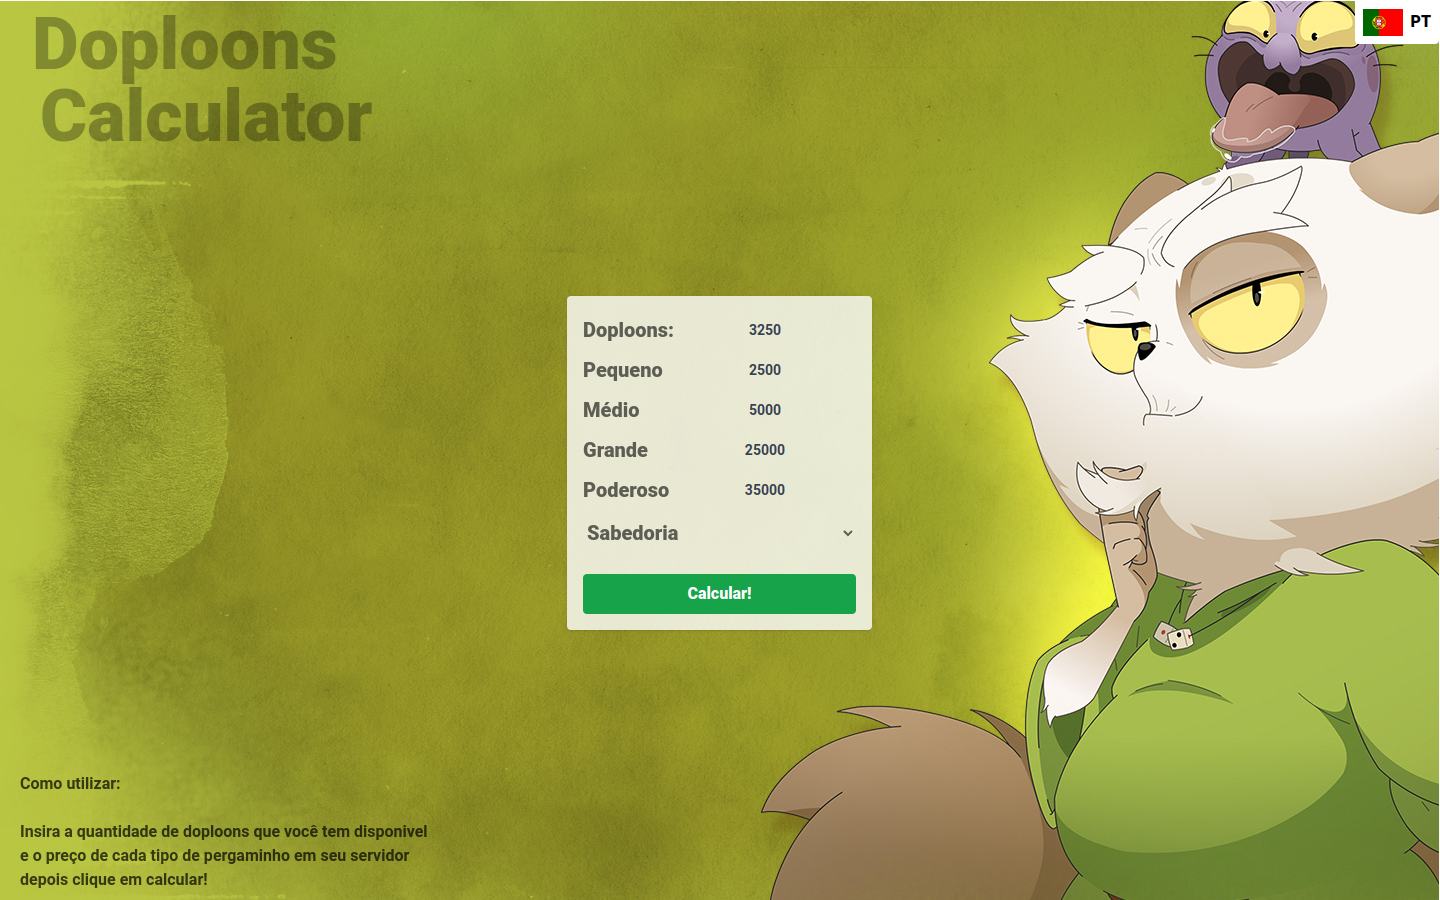 Doploons
Calculator
PT
Doploons: 3250
Pequeno 2500
Médio 5000
Grande 25000
Poderoso 35000
Sabedoria
Calcular!
Como utilizar:
Insira a quantidade de doploons que você tem disponivel
e o preço de cada tipo de pergaminho em seu servidor
depois clique em calcular!